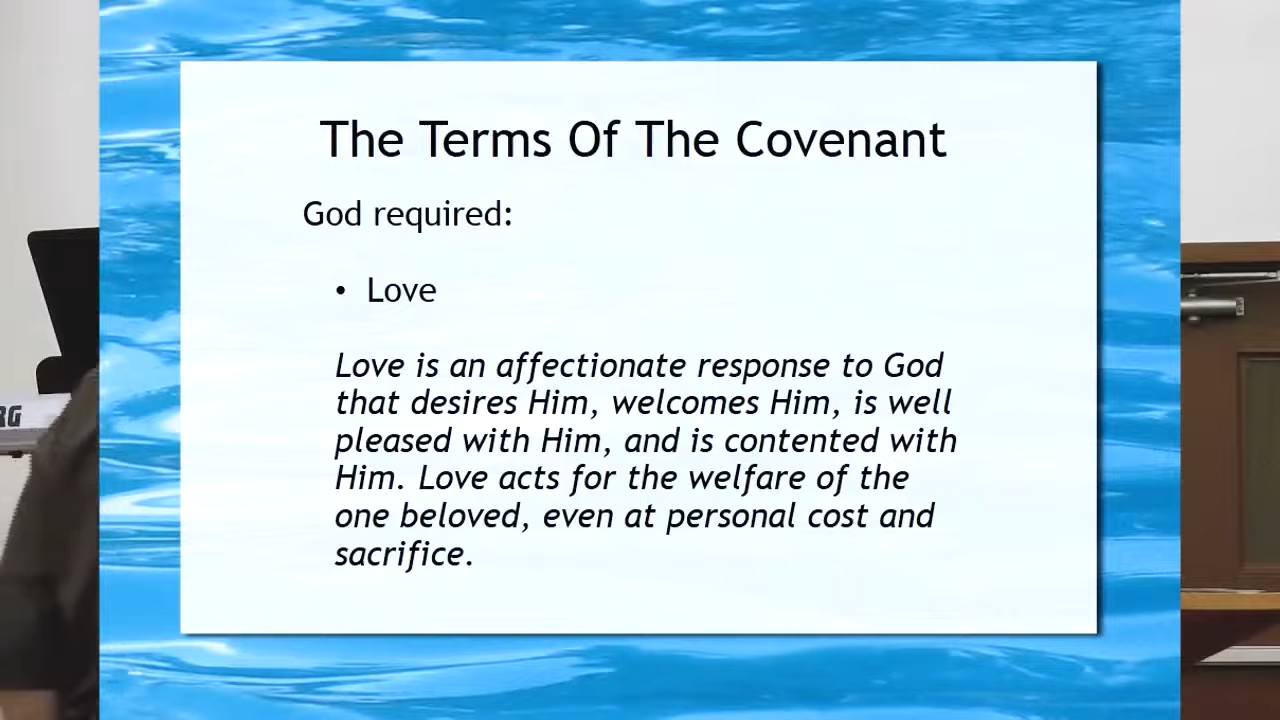 The Terms Of The Covenant
God required:
• Love
Love is an affectionate response to God
that desires Him, welcomes Him, is well
pleased with Him, and is contented with
Him. Love acts for the welfare of the
one beloved, even at personal cost and
sacrifice.
RG